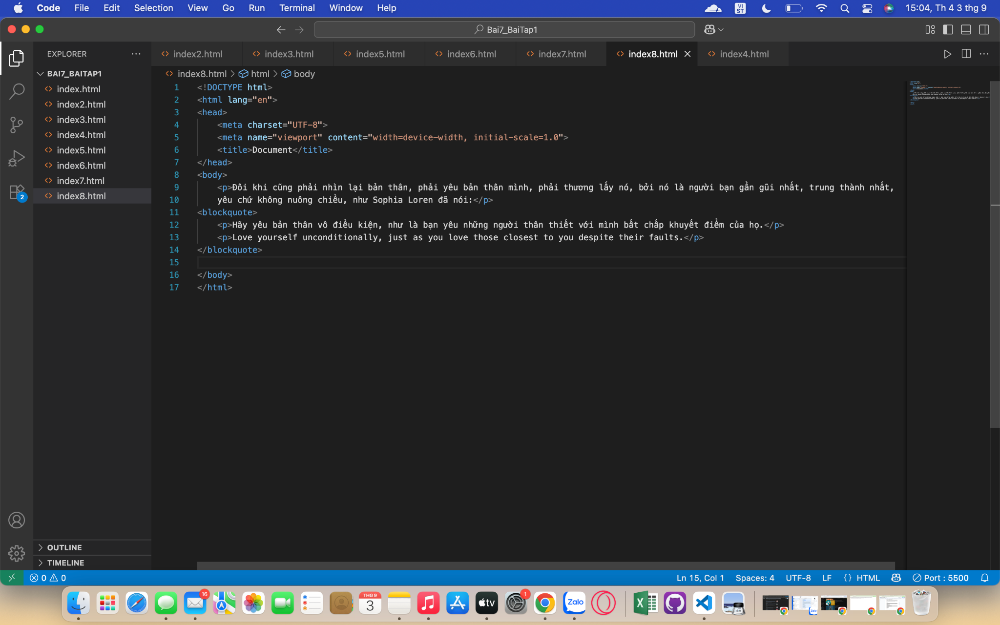 Code File Edit Selection View Go Run Terminal Window Help
VI
ST
15:04, Th 4 3 thg 9
Bai7_BaiTap1
EXPLORER
index2.html index3.html index5.html index6.html index7.html index8.html index4.html
BAI7_BAITAP1
index.html
index2.html
index3.html
index4.html
index5.html
index6.html
index7.html
index8.html
2
OUTLINE
TIMELINE
index8.html > html > body
1 <!DOCTYPE html>
2 <html lang="en">
3 <head>
4 <meta charset="UTF-8">
5 <meta name="viewport" content="width=device-width, initial-scale=1.0">
6 <title>Document</title>
7 </head>
8 <body>
9 <p>Đôi khi cũng phải nhìn lại bản thân, phải yêu bản thân mình, phải thương lấy nó, bởi nó là người bạn gần gũi nhất, trung thành nhất,
10 yêu chứ không nuông chiều, như Sophia Loren đã nói:</p>
11 <blockquote>
12 <p>Hãy yêu bản thân vô điều kiện, như là bạn yêu những người thân thiết với mình bất chấp khuyết điểm của họ.</p>
13 <p>Love yourself unconditionally, just as you love those closest to you despite their faults.</p>
14 </blockquote>
15
16 </body>
17 </html>
0 0
Ln 15, Col 1 Spaces: 4 UTF-8 LF {} HTML Port : 5500
16
THG 9
3
tv
1
Zalo
X
Zalo